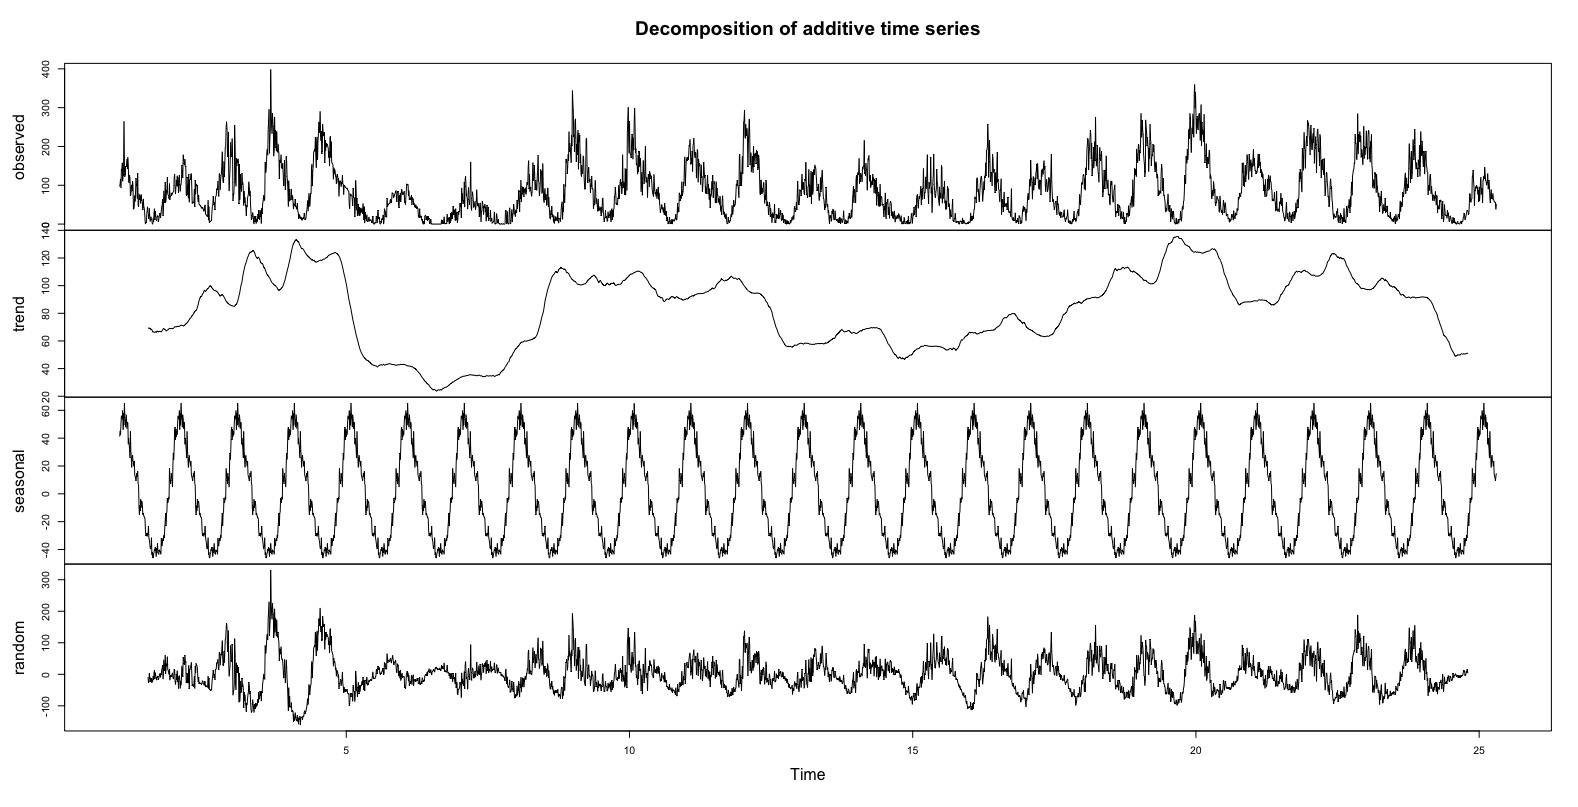 Decomposition of additive time series
observed
0 100 200 300 400
trend
20 40 60 80 100 120 140
seasonal
-40 -20 0 20 40 60
random
-100 0 100 200 300
5 10 15 20 25
Time